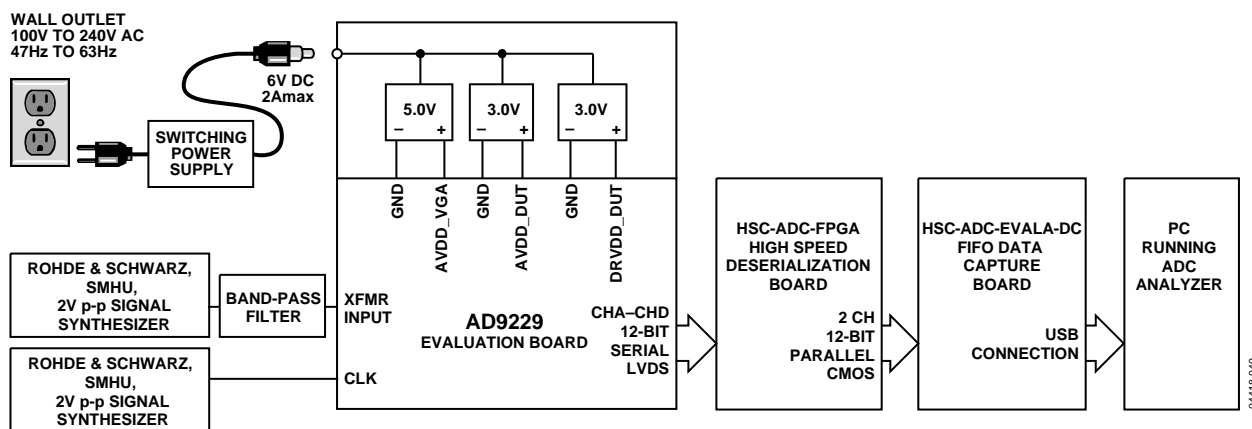 WALL OUTLET
100V TO 240V AC
47Hz TO 63Hz
6V DC
2Amax
SWITCHING
POWER
SUPPLY
5.0V
– +
3.0V
– +
3.0V
– +
GND
AVDD_VGA
GND
AVDD_DUT
GND
DRVDD_DUT
ROHDE & SCHWARZ,
SMHU,
2V p-p SIGNAL
SYNTHESIZER
BAND-PASS
FILTER
XFMR
INPUT
AD9229
EVALUATION BOARD
CHA–CHD
12-BIT
SERIAL
LVDS
HSC-ADC-FPGA
HIGH SPEED
DESERIALIZATION
BOARD
2 CH
12-BIT
PARALLEL
CMOS
HSC-ADC-EVALA-DC
FIFO DATA
CAPTURE
BOARD
USB
CONNECTION
PC
RUNNING
ADC
ANALYZER
ROHDE & SCHWARZ,
SMHU,
2V p-p SIGNAL
SYNTHESIZER
CLK